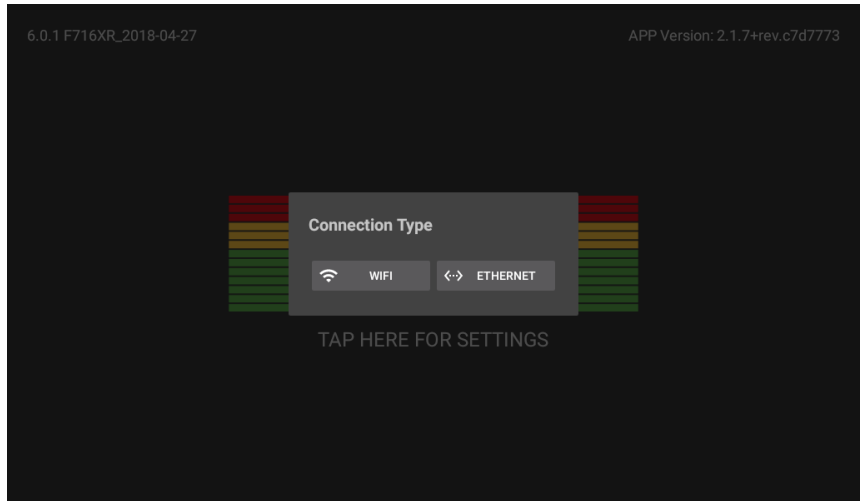 6.0.1 F716XR_2018-04-27
APP Version: 2.1.7+rev.c7d7773
Connection Type
WIFI
ETHERNET
TAP HERE FOR SETTINGS